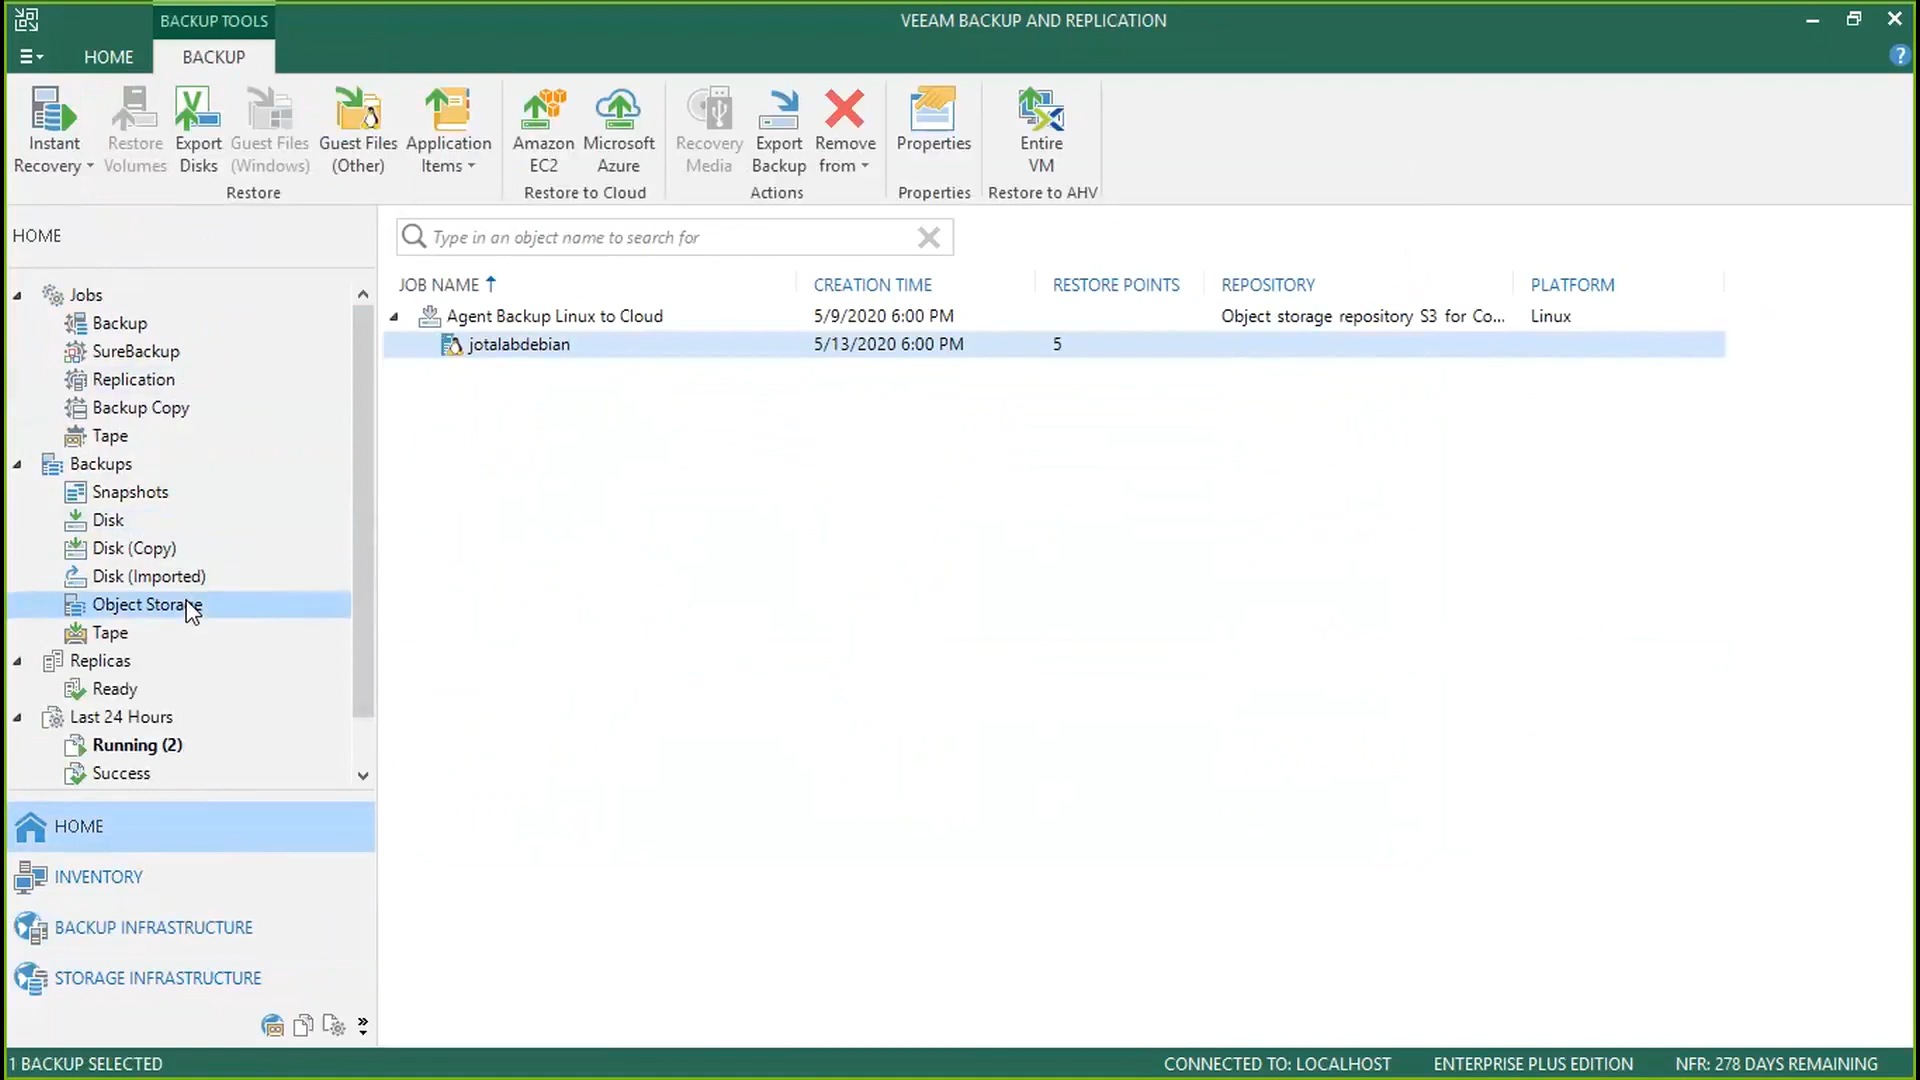 BACKUP TOOLS
VEEAM BACKUP AND REPLICATION
HOME
BACKUP
Instant Recovery
Restore Volumes
Export Disks
Guest Files (Windows)
Guest Files (Other)
Application Items
Restore
Amazon EC2
Microsoft Azure
Restore to Cloud
Recovery Media
Export Backup
Remove from
Actions
Properties
Properties
Entire VM
Restore to AHV
HOME
Type in an object name to search for
JOB NAME CREATION TIME RESTORE POINTS REPOSITORY PLATFORM
Agent Backup Linux to Cloud 5/9/2020 6:00 PM Object storage repository S3 for Co... Linux
jotalabdebian 5/13/2020 6:00 PM 5
Jobs
Backup
SureBackup
Replication
Backup Copy
Tape
Backups
Snapshots
Disk
Disk (Copy)
Disk (Imported)
Object Storage
Tape
Replicas
Ready
Last 24 Hours
Running (2)
Success
HOME
INVENTORY
BACKUP INFRASTRUCTURE
STORAGE INFRASTRUCTURE
1 BACKUP SELECTED
CONNECTED TO: LOCALHOST
ENTERPRISE PLUS EDITION
NFR: 278 DAYS REMAINING